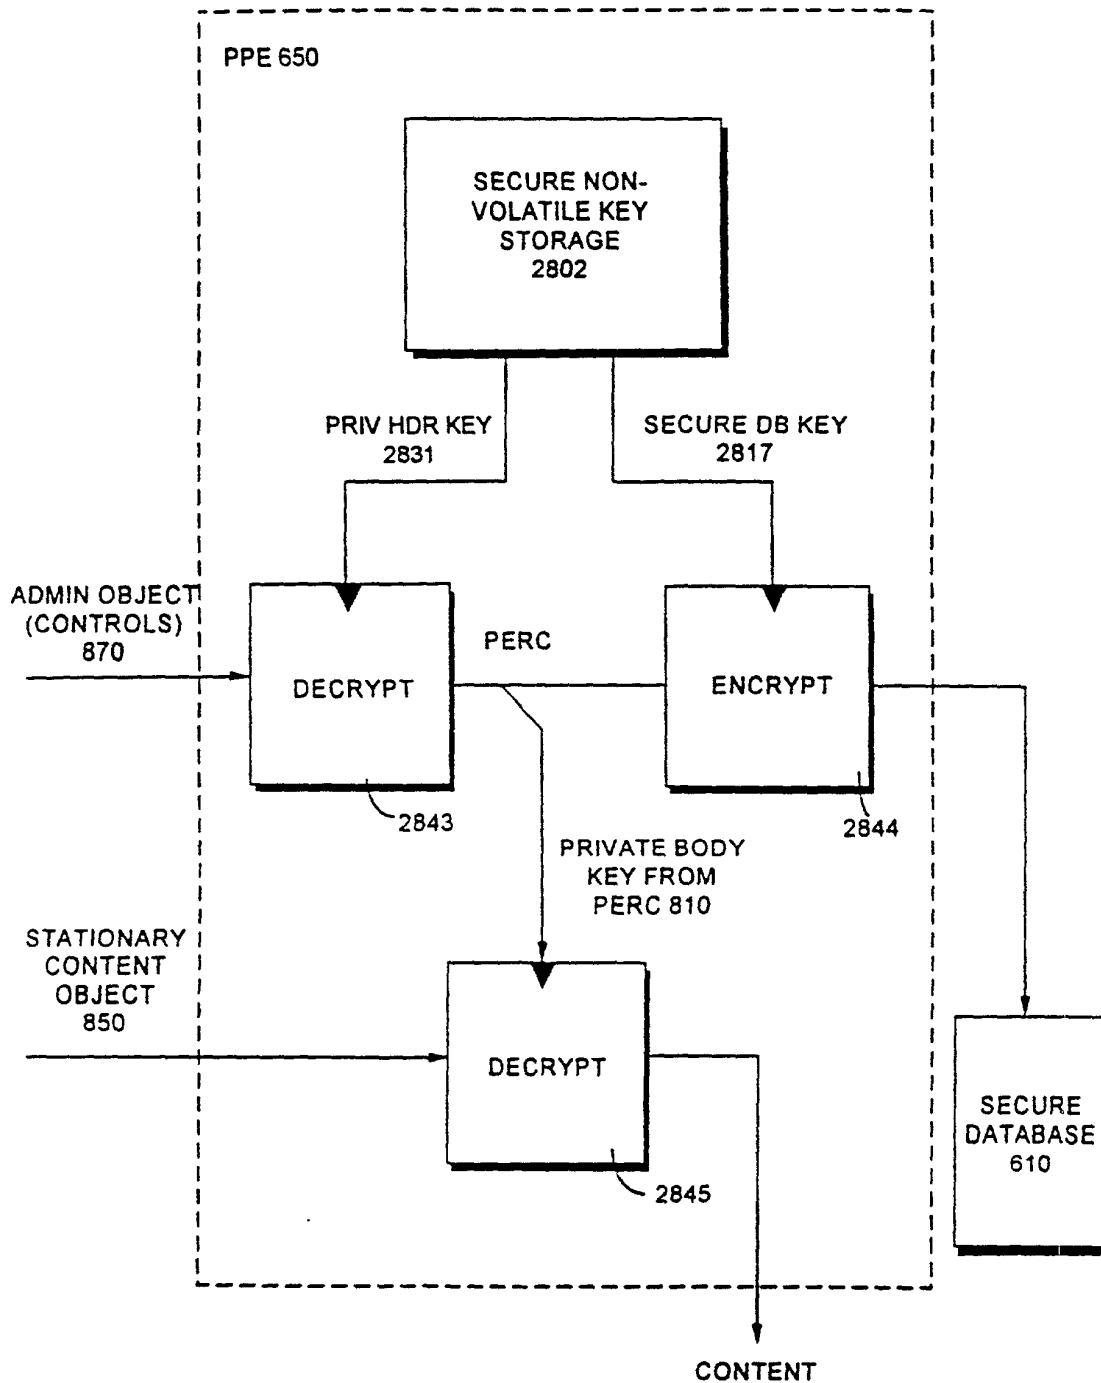 PPE 650
SECURE NON-
VOLATILE KEY
STORAGE
2802
PRIV HDR KEY
2831
SECURE DB KEY
2817
ADMIN OBJECT
(CONTROLS)
870
DECRYPT
2843
PERC
ENCRYPT
2844
PRIVATE BODY
KEY FROM
PERC 810
STATIONARY
CONTENT
OBJECT
850
DECRYPT
2845
SECURE
DATABASE
610
CONTENT